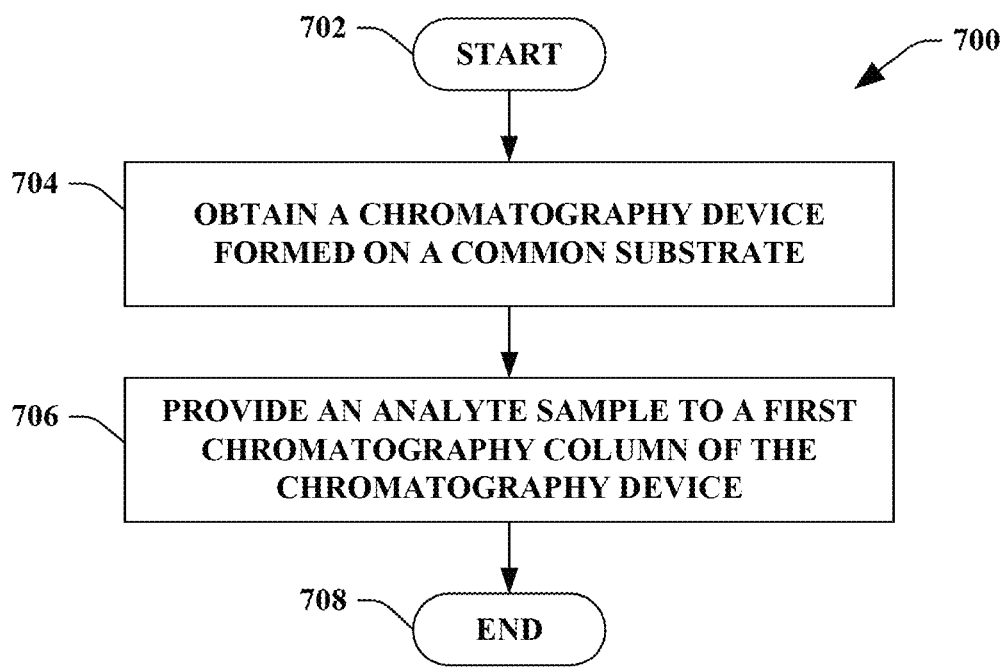 702
START
700
704
OBTAIN A CHROMATOGRAPHY DEVICE
FORMED ON A COMMON SUBSTRATE
706
PROVIDE AN ANALYTE SAMPLE TO A FIRST
CHROMATOGRAPHY COLUMN OF THE
CHROMATOGRAPHY DEVICE
708
END